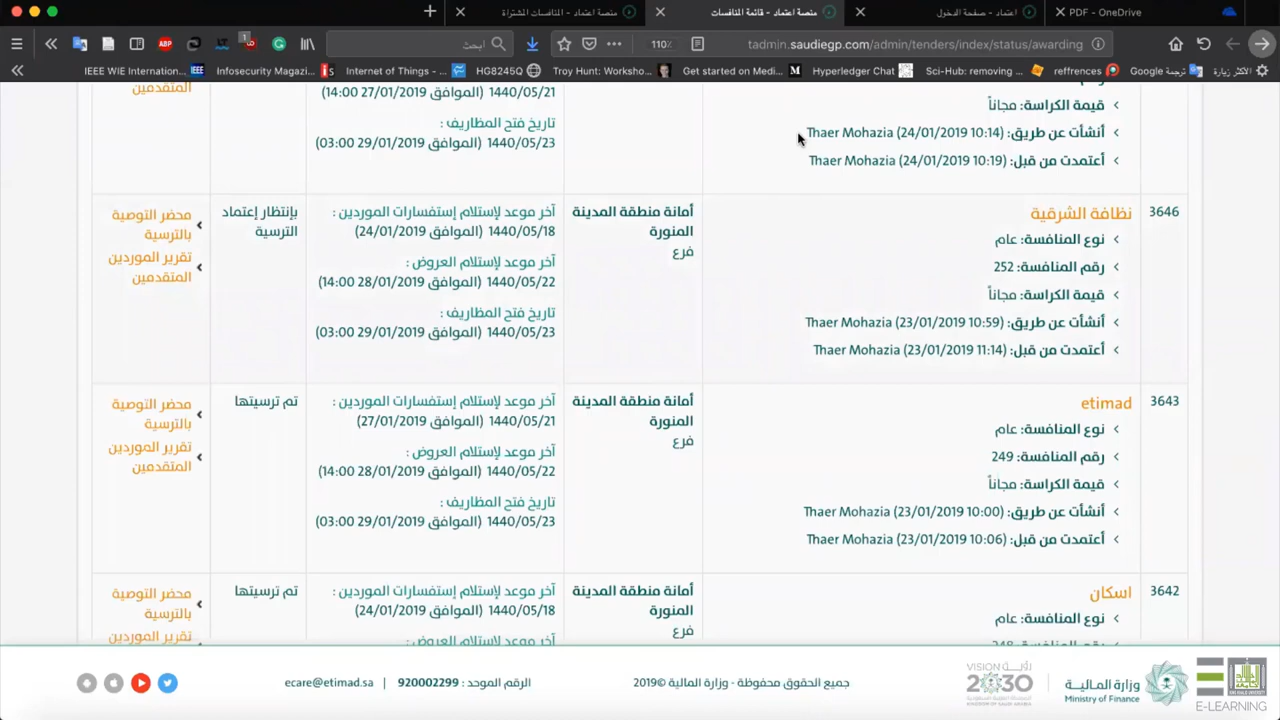 منصة اعتماد - المنافسات المشتراة
منصة اعتماد - قائمة المنافسات
اعتماد - صفحة الدخول
PDF - OneDrive
ابحث
110%
tadmin.saudiegp.com/admin/tenders/index/status/awarding
IEEE WIE Internation...
Infosecurity Magazi...
Internet of Things - ...
HG8245Q
Troy Hunt: Worksho...
Get started on Medi...
Hyperledger Chat
Sci-Hub: removing ...
reffrences
ترجمة Google
الأكثر زيارة
قيمة الكراسة: مجاناً
أنشأت عن طريق: Thaer Mohazia (24/01/2019 10:14)
أعتمدت من قبل: Thaer Mohazia (24/01/2019 10:19)
1440/05/21 (الموافق 27/01/2019 14:00)
تاريخ فتح المظاريف :
1440/05/23 (الموافق 29/01/2019 03:00)
المتقدمين
3646
نظافة الشرقية
نوع المنافسة: عام
رقم المنافسة: 252
قيمة الكراسة: مجاناً
أنشأت عن طريق: Thaer Mohazia (23/01/2019 10:59)
أعتمدت من قبل: Thaer Mohazia (23/01/2019 11:14)
أمانة منطقة المدينة
المنورة
فرع
آخر موعد لإستلام إستفسارات الموردين :
1440/05/18 (الموافق 24/01/2019)
آخر موعد لإستلام العروض :
1440/05/22 (الموافق 28/01/2019 14:00)
تاريخ فتح المظاريف :
1440/05/23 (الموافق 29/01/2019 03:00)
بإنتظار إعتماد
الترسية
محضر التوصية
بالترسية
تقرير الموردين
المتقدمين
3643
etimad
نوع المنافسة: عام
رقم المنافسة: 249
قيمة الكراسة: مجاناً
أنشأت عن طريق: Thaer Mohazia (23/01/2019 10:00)
أعتمدت من قبل: Thaer Mohazia (23/01/2019 10:06)
أمانة منطقة المدينة
المنورة
فرع
آخر موعد لإستلام إستفسارات الموردين :
1440/05/21 (الموافق 27/01/2019)
آخر موعد لإستلام العروض :
1440/05/22 (الموافق 28/01/2019 14:00)
تاريخ فتح المظاريف :
1440/05/23 (الموافق 29/01/2019 03:00)
تم ترسيتها
محضر التوصية
بالترسية
تقرير الموردين
المتقدمين
3642
اسكان
نوع المنافسة: عام
أمانة منطقة المدينة
المنورة
فرع
آخر موعد لإستلام إستفسارات الموردين :
1440/05/18 (الموافق 24/01/2019)
آخر موعد لإستلام العروض :
تم ترسيتها
محضر التوصية
بالترسية
تقرير الموردين
وزارة المالية
Ministry of Finance
VISION رؤية
2030
KINGDOM OF SAUDI ARABIA
جميع الحقوق محفوظة - وزارة المالية ©2019
الرقم الموحد : 920002299 | ecare@etimad.sa
E-LEARNING